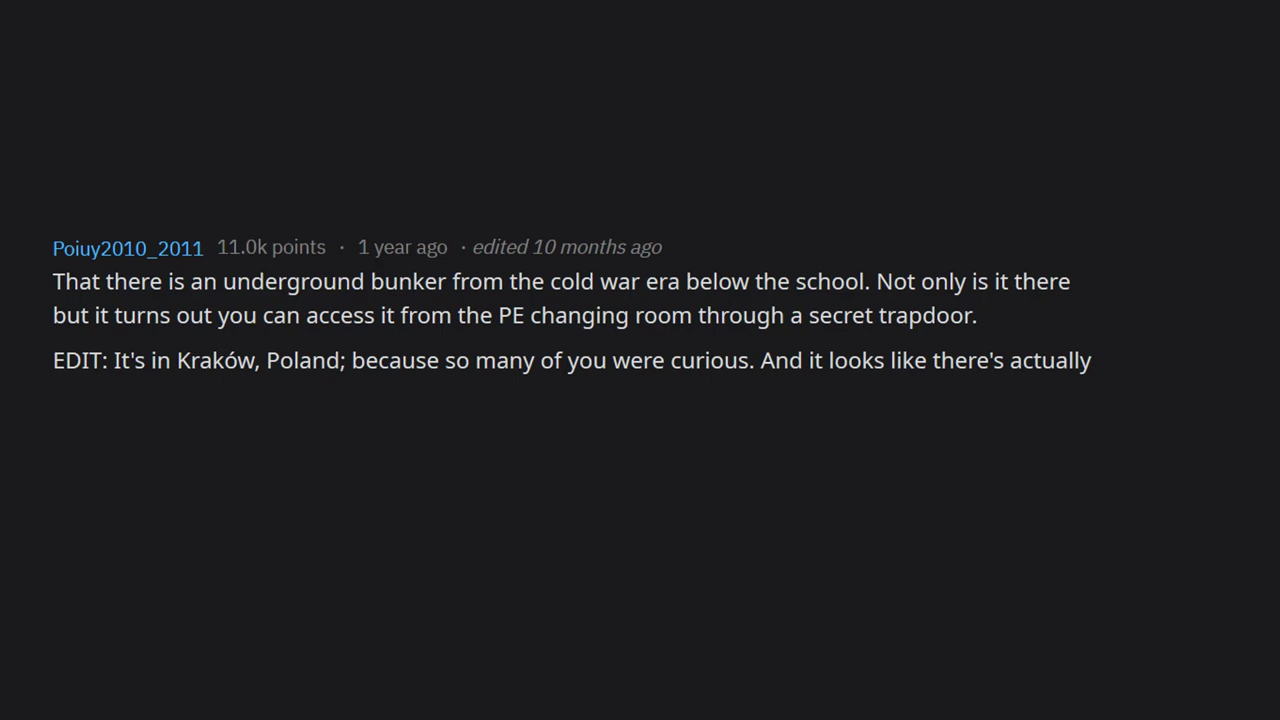 Poiuy2010_2011 11.0k points · 1 year ago · edited 10 months ago
That there is an underground bunker from the cold war era below the school. Not only is it there
but it turns out you can access it from the PE changing room through a secret trapdoor.
EDIT: It's in Kraków, Poland; because so many of you were curious. And it looks like there's actually